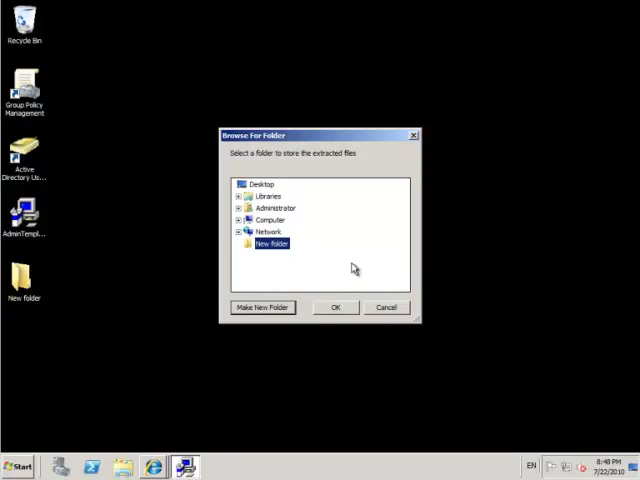 Recycle Bin
Group Policy
Management
Active
Directory Us...
AdminTempl...
New folder
Browse For Folder
Select a folder to store the extracted files
Desktop
Libraries
Administrator
Computer
Network
New folder
Make New Folder
OK
Cancel
Start
EN
8:48 PM
7/22/2010